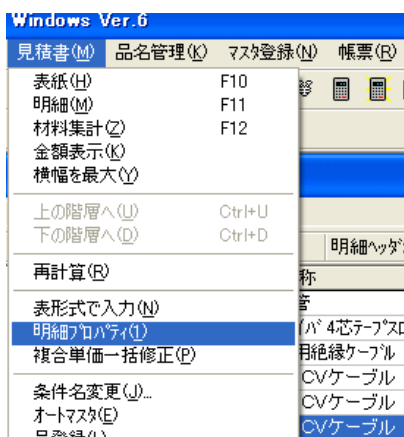 Windows Ver.6
見積書(M) 品名管理(K) マスタ登録(N) 帳票(R)
表紙(H) F10
明細(M) F11
材料集計(Z) F12
金額表示(K)
横幅を最大(Y)
上の階層へ(U) Ctrl+U
下の階層へ(D) Ctrl+D
明細ヘッダ
再計算(R)
称
表形式で入力(N)
管
明細プロパティ(1)
イバ 4芯テープスロ
複合単価一括修正(P)
用絶縁ケーブル
CVケーブル
条件名変更(J)...
CVケーブル
オートマスタ(E)
CVケーブル